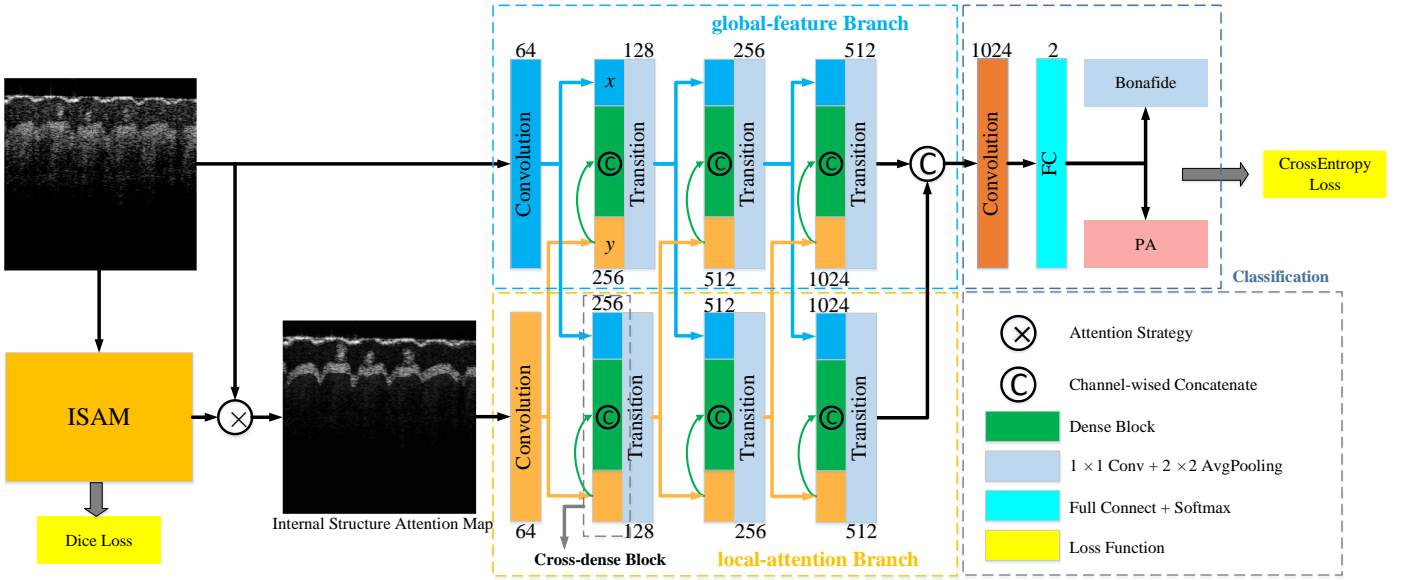 global-feature Branch
64
128
256
512
1024
2
Convolution
x
y
C
Transition
C
Transition
C
Transition
C
Convolution
FC
Bonafide
PA
CrossEntropy
Loss
Classification
256
512
1024
256
512
1024
ISAM
×
Dice Loss
Internal Structure Attention Map
Convolution
C
Transition
C
Transition
C
Transition
64
128
256
512
Cross-dense Block
local-attention Branch
×
Attention Strategy
C
Channel-wised Concatenate
Dense Block
1 ×1 Conv + 2 ×2 AvgPooling
Full Connect + Softmax
Loss Function